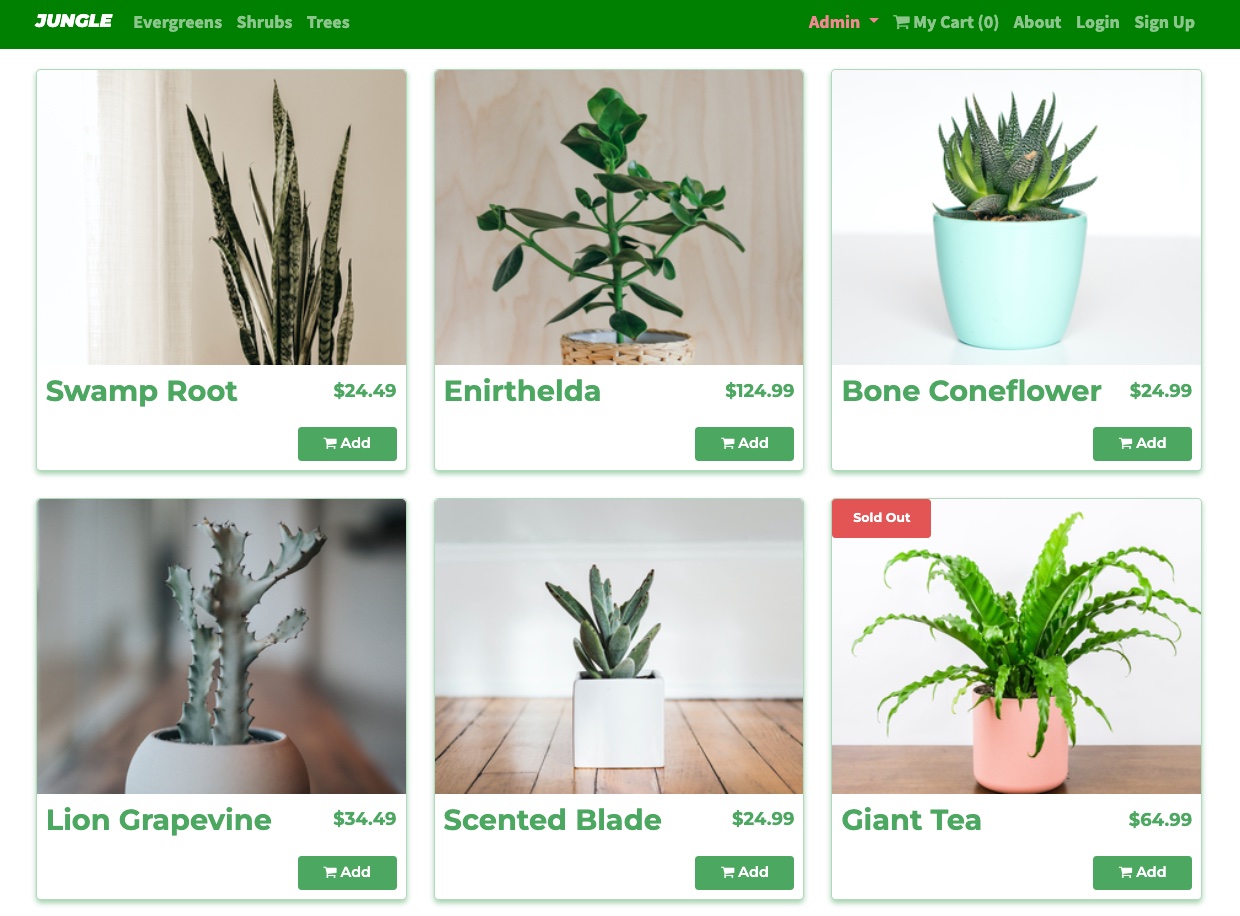 JUNGLE Evergreens Shrubs Trees Admin My Cart (0) About Login Sign Up
Swamp Root $24.49
Add
Enirthelda $124.99
Add
Bone Coneflower $24.99
Add
Lion Grapevine $34.49
Add
Scented Blade $24.99
Add
Sold Out
Giant Tea $64.99
Add